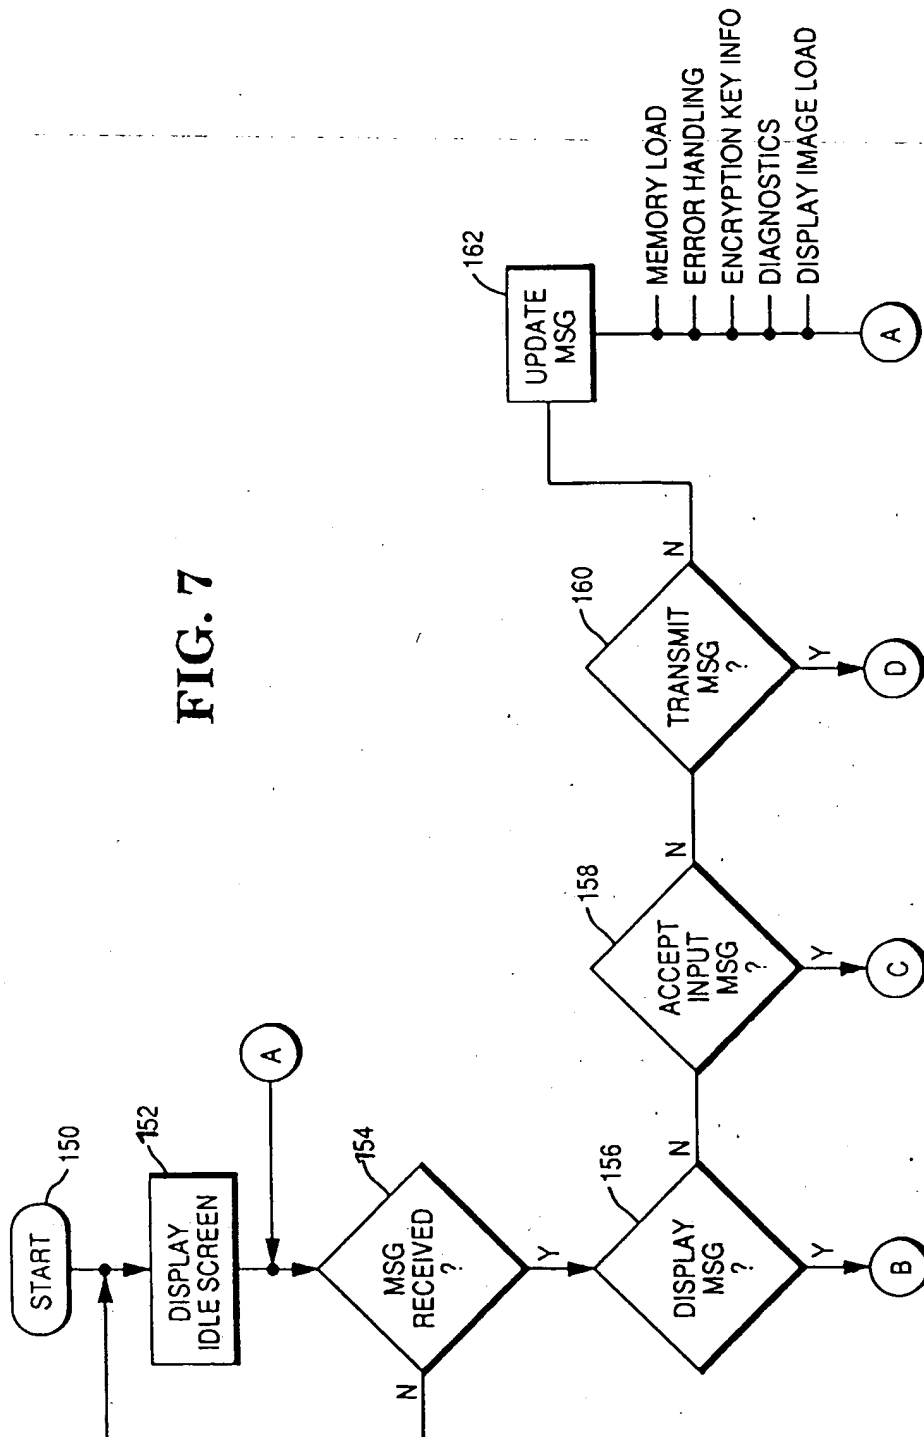 FIG. 7
START
150
DISPLAY
IDLE SCREEN
152
A
MSG
RECEIVED
?
154
N
Y
DISPLAY
MSG
?
156
N
Y
B
ACCEPT
INPUT
MSG
?
158
N
Y
C
TRANSMIT
MSG
?
160
N
Y
D
UPDATE
MSG
162
MEMORY LOAD
ERROR HANDLING
ENCRYPTION KEY INFO
DIAGNOSTICS
DISPLAY IMAGE LOAD
A